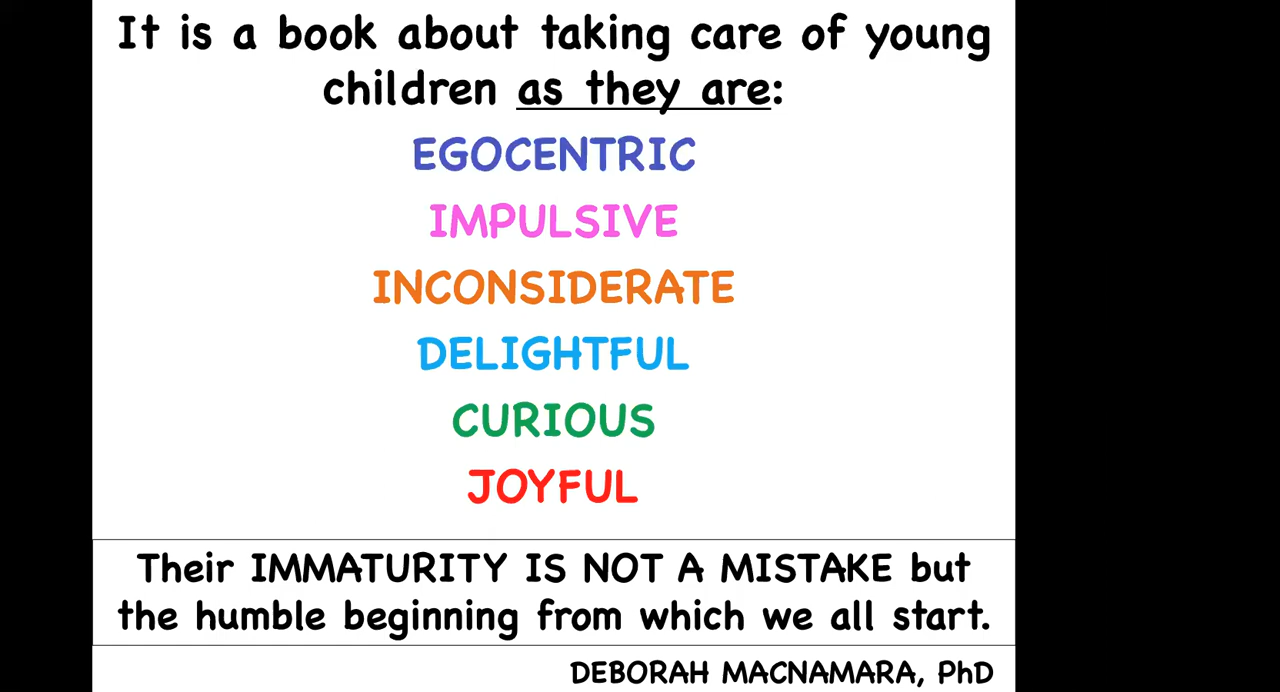 It is a book about taking care of young
children as they are:
EGOCENTRIC
IMPULSIVE
INCONSIDERATE
DELIGHTFUL
CURIOUS
JOYFUL
Their IMMATURITY IS NOT A MISTAKE but
the humble beginning from which we all start.
DEBORAH MACNAMARA, PhD